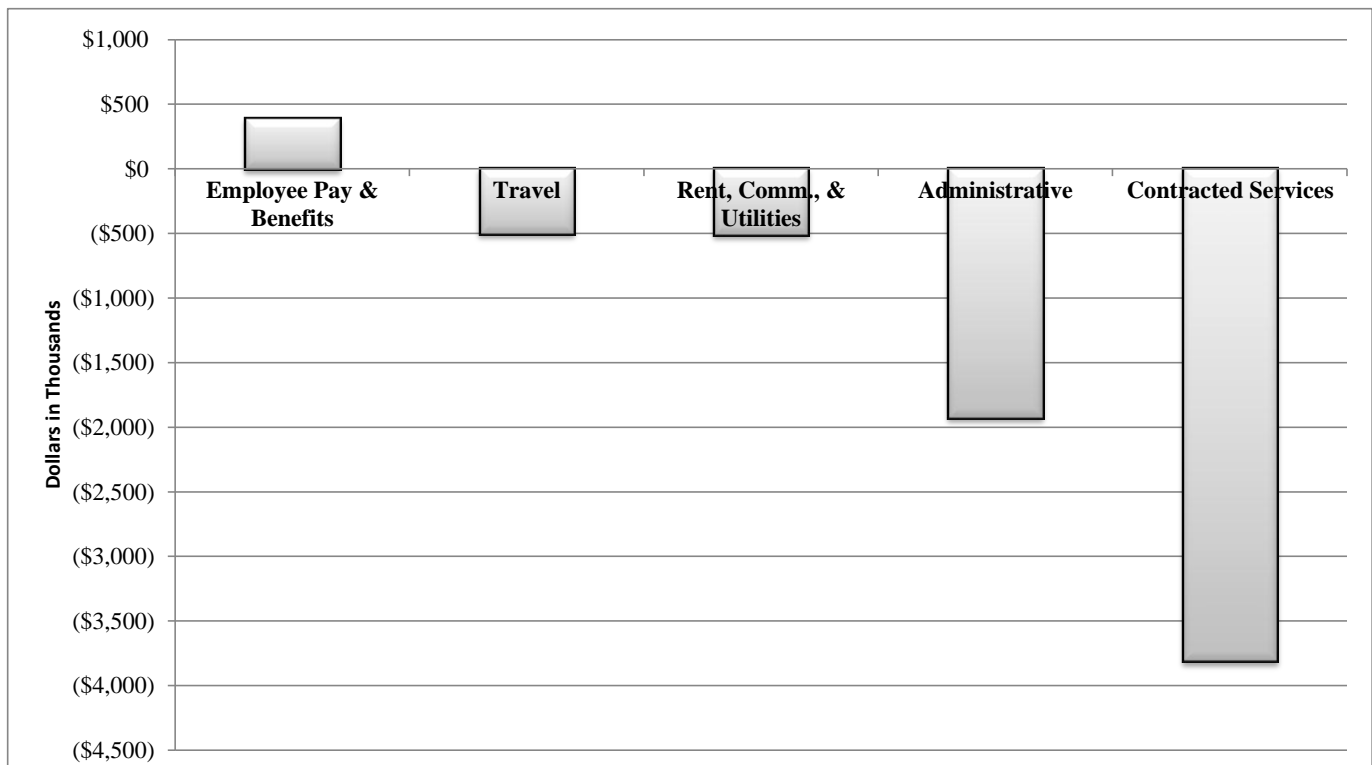 $1,000
$500
$0
($500)
($1,000)
($1,500)
($2,000)
($2,500)
($3,000)
($3,500)
($4,000)
($4,500)
Dollars in Thousands
Employee Pay &
Benefits
Travel
Rent, Comm., &
Utilities
Administrative
Contracted Services